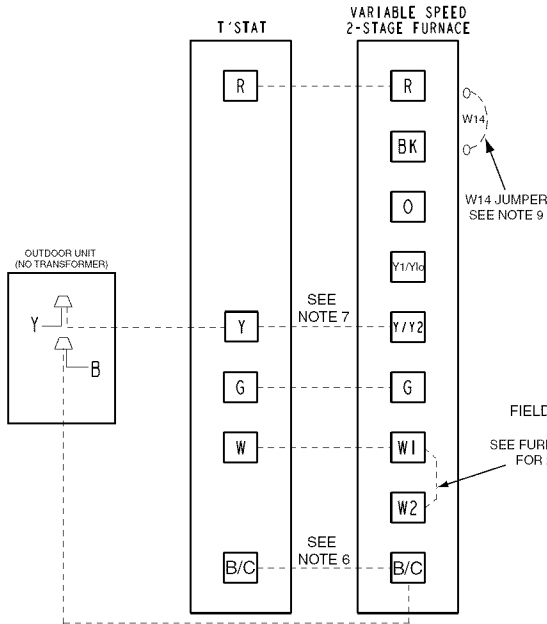 T'STAT
VARIABLE SPEED
2-STAGE FURNACE
R
R
W14
BK
W14 JUMPER
SEE NOTE 9
O
OUTDOOR UNIT
(NO TRANSFORMER)
Y1/Ylo
Y
Y
SEE
NOTE 7
Y/Y2
B
G
G
FIELD
W
W1
SEE FUR
FOR
W2
SEE
NOTE 6
B/C
B/C